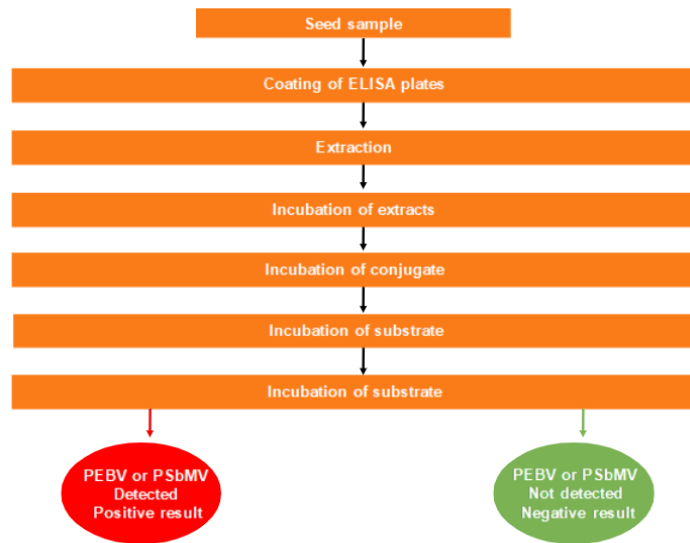 Seed sample
Coating of ELISA plates
Extraction
Incubation of extracts
Incubation of conjugate
Incubation of substrate
Incubation of substrate
PEBV or PSbMV
Detected
Positive result
PEBV or PSbMV
Not detected
Negative result